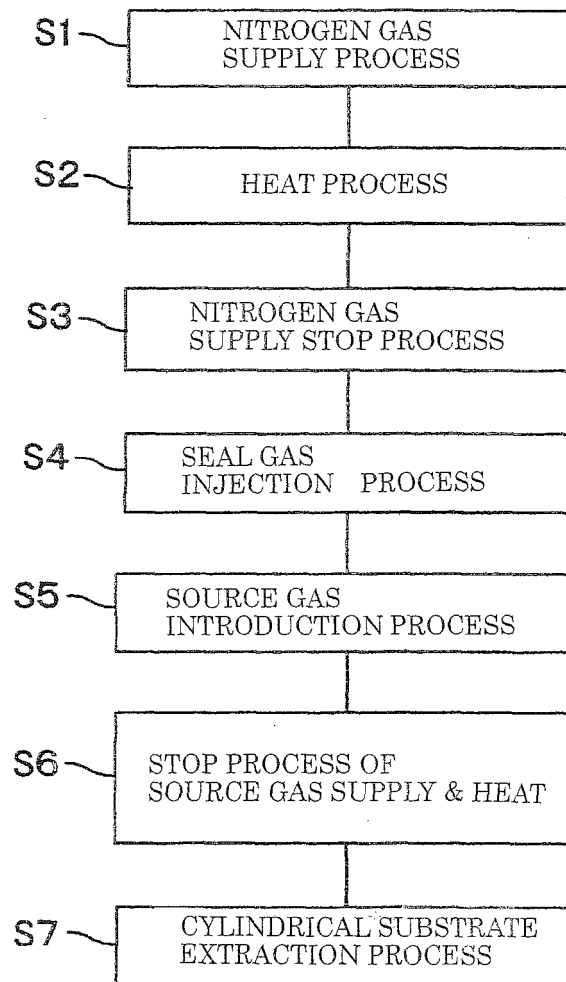 S1
NITROGEN GAS
SUPPLY PROCESS
S2
HEAT PROCESS
S3
NITROGEN GAS
SUPPLY STOP PROCESS
S4
SEAL GAS
INJECTION PROCESS
S5
SOURCE GAS
INTRODUCTION PROCESS
S6
STOP PROCESS OF
SOURCE GAS SUPPLY & HEAT
S7
CYLINDRICAL SUBSTRATE
EXTRACTION PROCESS